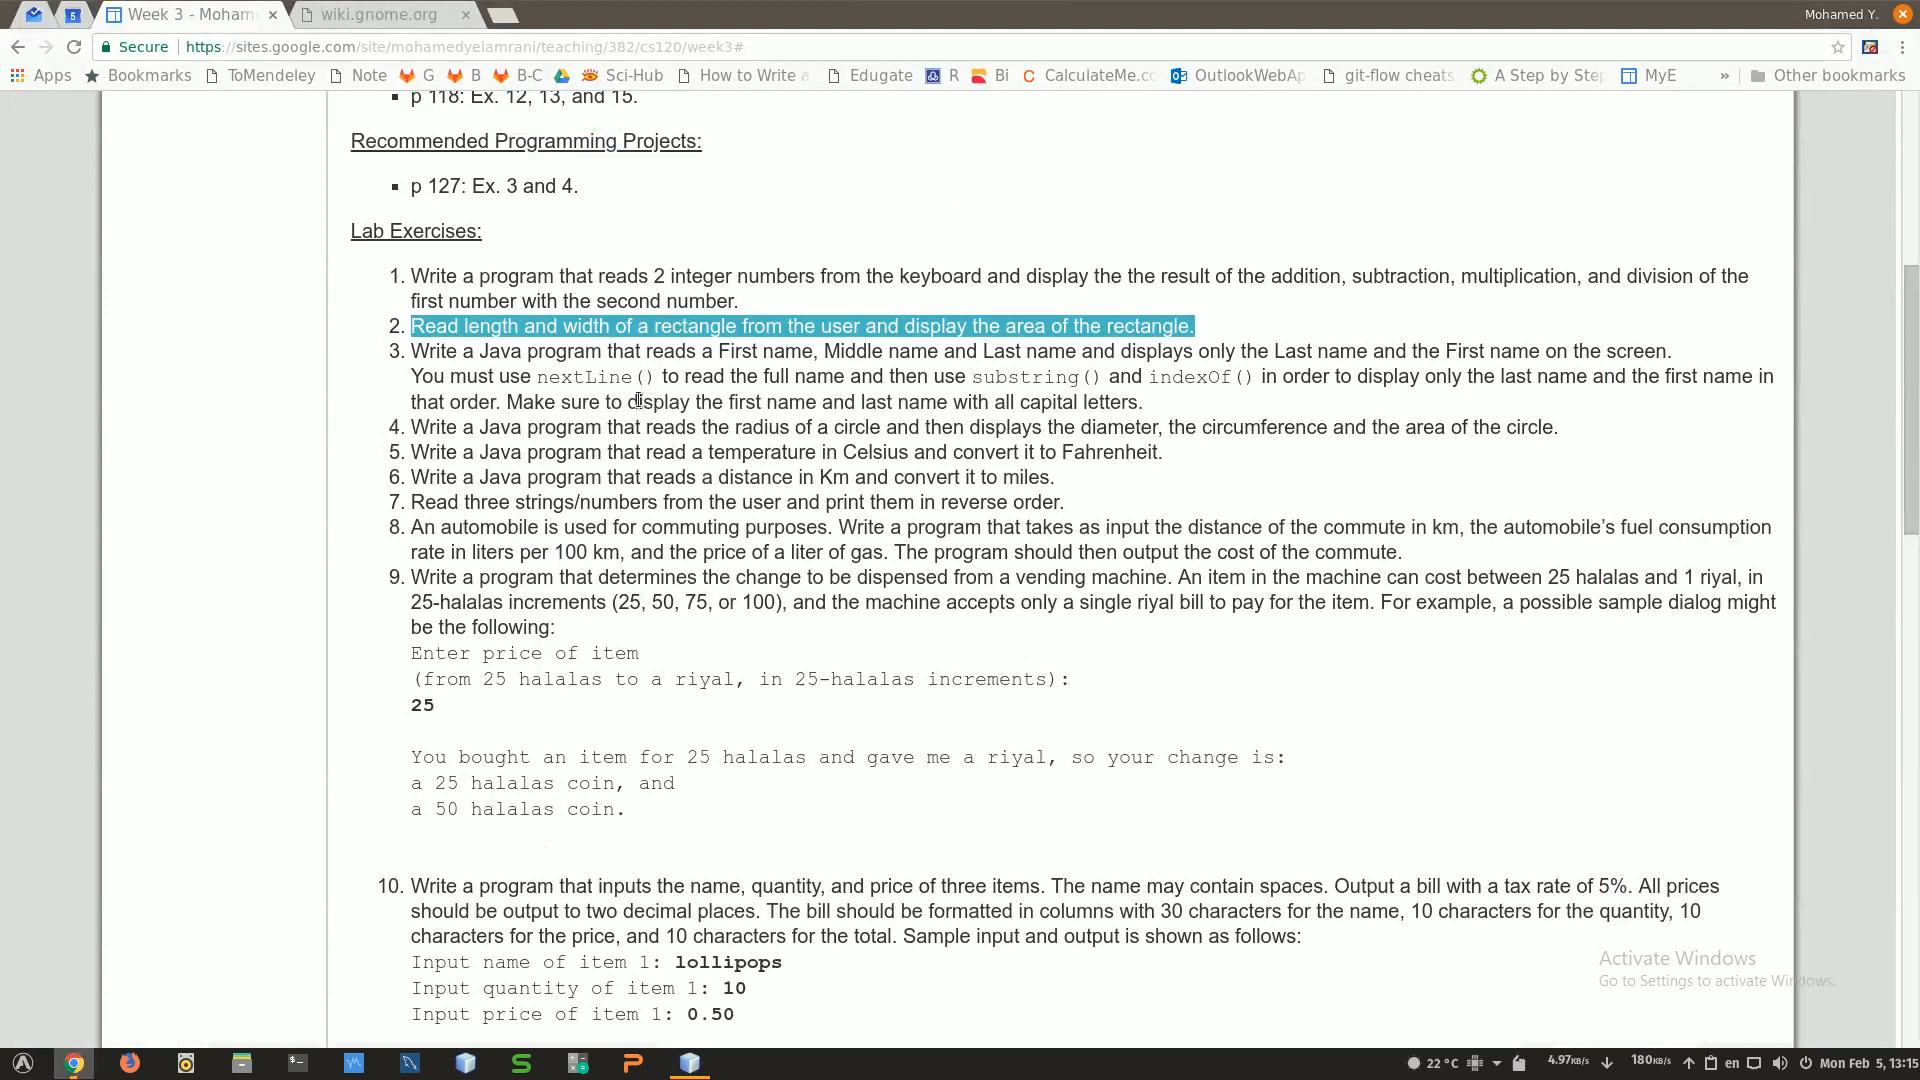 Week 3 - Moham
wiki.gnome.org
Mohamed Y.
Secure
https://sites.google.com/site/mohamedyelamrani/teaching/382/cs120/week3#
Apps
Bookmarks
ToMendeley
Note
G
B
B-C
Sci-Hub
How to Write a
Edugate
R
Bi
CalculateMe.co
OutlookWebAp
git-flow cheats
A Step by Step
MyE
»
Other bookmarks
p 118: Ex. 12, 13, and 15.
Recommended Programming Projects:
p 127: Ex. 3 and 4.
Lab Exercises:
1. Write a program that reads 2 integer numbers from the keyboard and display the the result of the addition, subtraction, multiplication, and division of the
first number with the second number.
2. Read length and width of a rectangle from the user and display the area of the rectangle.
3. Write a Java program that reads a First name, Middle name and Last name and displays only the Last name and the First name on the screen.
You must use nextLine() to read the full name and then use substring() and indexOf() in order to display only the last name and the first name in
that order. Make sure to display the first name and last name with all capital letters.
4. Write a Java program that reads the radius of a circle and then displays the diameter, the circumference and the area of the circle.
5. Write a Java program that read a temperature in Celsius and convert it to Fahrenheit.
6. Write a Java program that reads a distance in Km and convert it to miles.
7. Read three strings/numbers from the user and print them in reverse order.
8. An automobile is used for commuting purposes. Write a program that takes as input the distance of the commute in km, the automobile’s fuel consumption
rate in liters per 100 km, and the price of a liter of gas. The program should then output the cost of the commute.
9. Write a program that determines the change to be dispensed from a vending machine. An item in the machine can cost between 25 halalas and 1 riyal, in
25-halalas increments (25, 50, 75, or 100), and the machine accepts only a single riyal bill to pay for the item. For example, a possible sample dialog might
be the following:
Enter price of item
(from 25 halalas to a riyal, in 25-halalas increments):
25
You bought an item for 25 halalas and gave me a riyal, so your change is:
a 25 halalas coin, and
a 50 halalas coin.
10. Write a program that inputs the name, quantity, and price of three items. The name may contain spaces. Output a bill with a tax rate of 5%. All prices
should be output to two decimal places. The bill should be formatted in columns with 30 characters for the name, 10 characters for the quantity, 10
characters for the price, and 10 characters for the total. Sample input and output is shown as follows:
Input name of item 1: lollipops
Input quantity of item 1: 10
Input price of item 1: 0.50
Activate Windows
Go to Settings to activate Windows.
22 °C
4.97KB/s
180KB/s
en
Mon Feb 5, 13:15